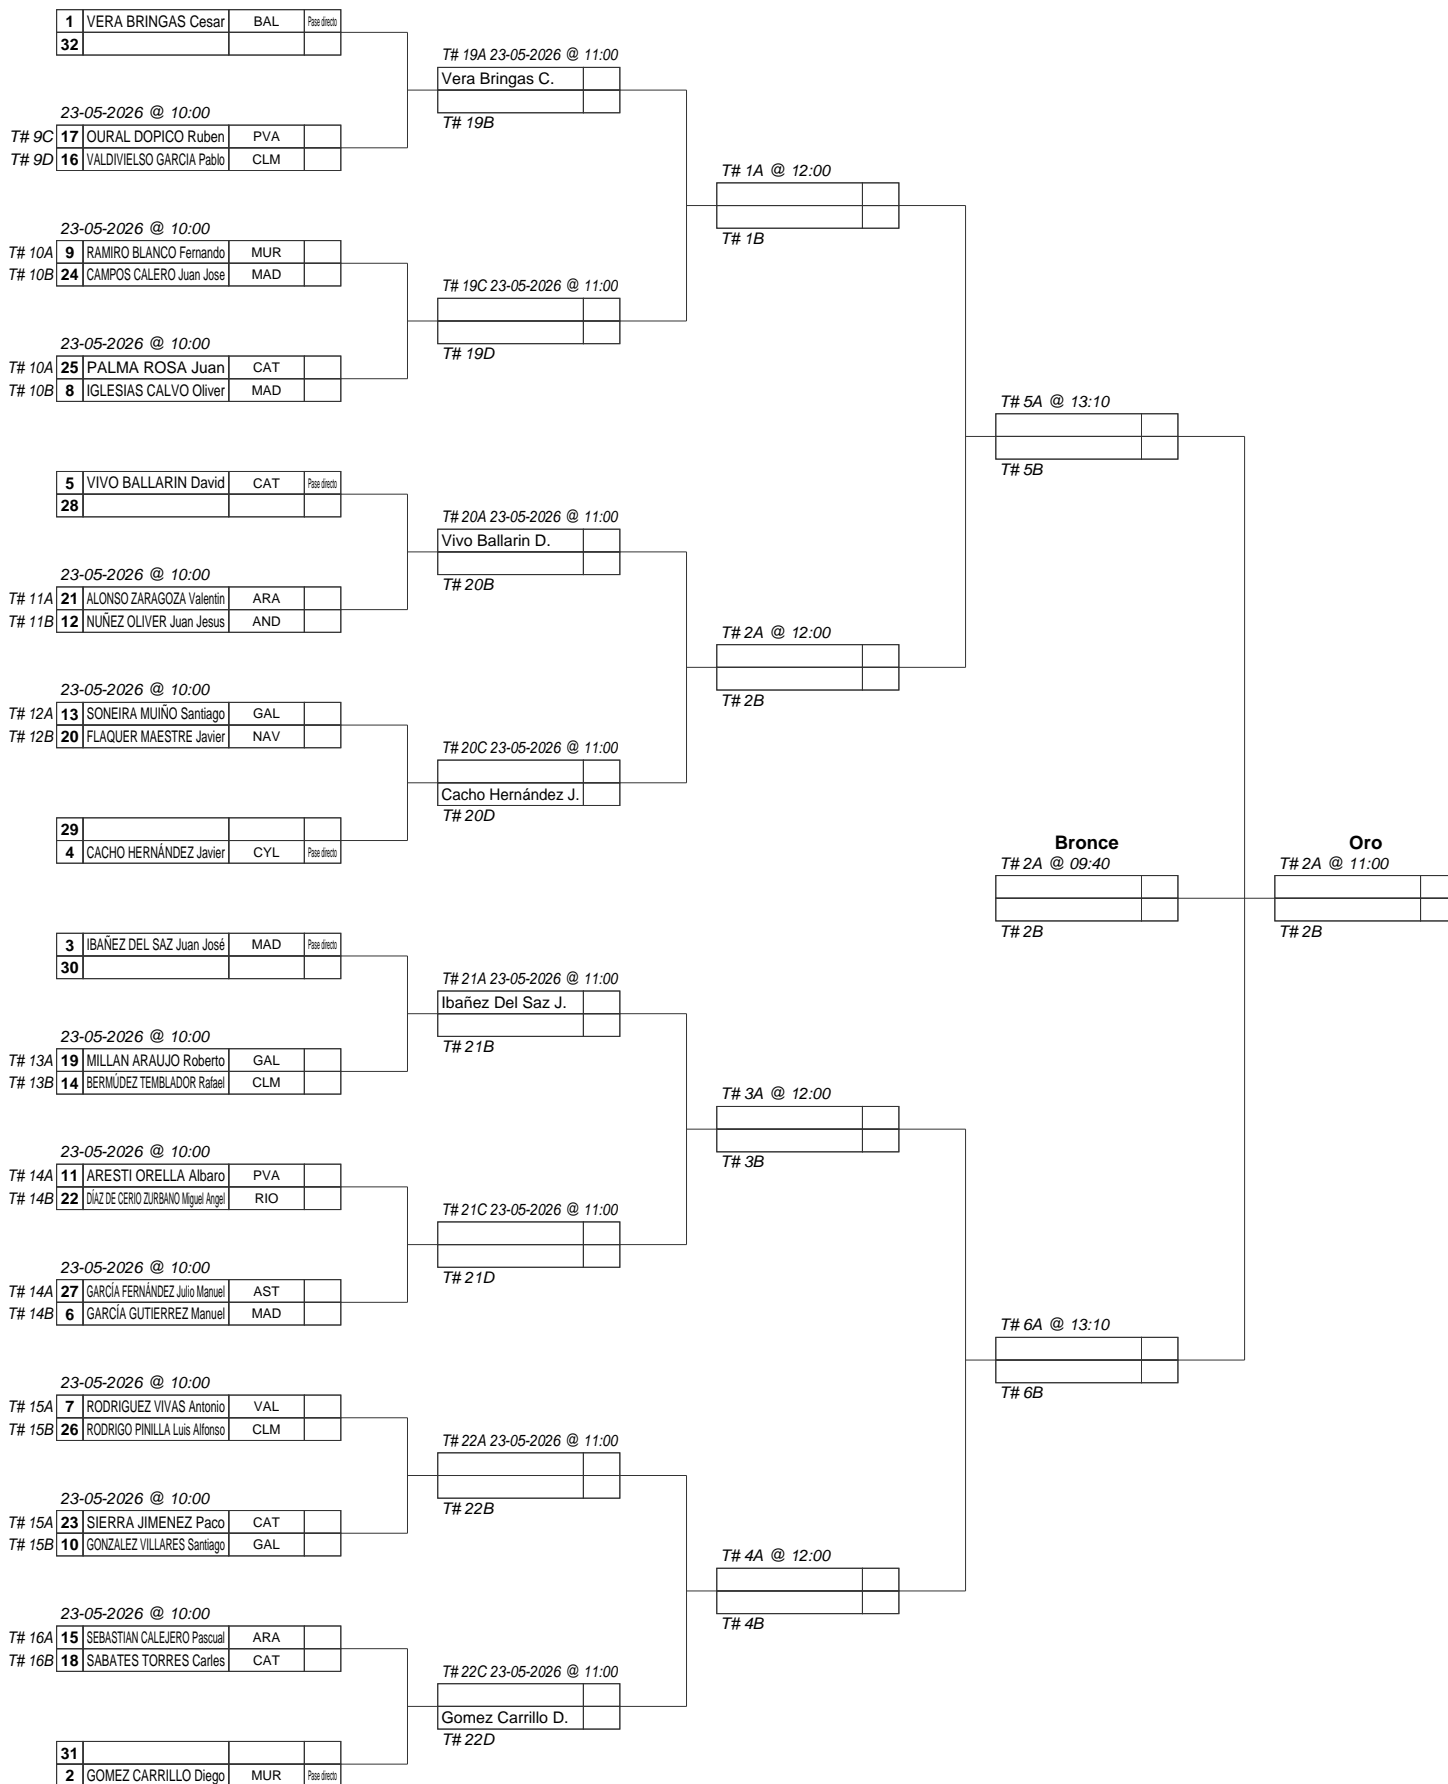 1 VERA BRINGAS Cesar BAL Pase directo
32
T# 19A 23-05-2026 @ 11:00
Vera Bringas C.
T# 19B
23-05-2026 @ 10:00
T# 9C 17 OURAL DOPICO Ruben PVA
T# 9D 16 VALDIVIELSO GARCIA Pablo CLM
T# 1A @ 12:00
T# 1B
23-05-2026 @ 10:00
T# 10A 9 RAMIRO BLANCO Fernando MUR
T# 10B 24 CAMPOS CALERO Juan Jose MAD
T# 19C 23-05-2026 @ 11:00
T# 19D
23-05-2026 @ 10:00
T# 10A 25 PALMA ROSA Juan CAT
T# 10B 8 IGLESIAS CALVO Oliver MAD
T# 5A @ 13:10
T# 5B
5 VIVO BALLARIN David CAT Pase directo
28
T# 20A 23-05-2026 @ 11:00
Vivo Ballarin D.
T# 20B
23-05-2026 @ 10:00
T# 11A 21 ALONSO ZARAGOZA Valentin ARA
T# 11B 12 NUÑEZ OLIVER Juan Jesus AND
T# 2A @ 12:00
T# 2B
23-05-2026 @ 10:00
T# 12A 13 SONEIRA MUIÑO Santiago GAL
T# 12B 20 FLAQUER MAESTRE Javier NAV
T# 20C 23-05-2026 @ 11:00
Cacho Hernández J.
T# 20D
29
4 CACHO HERNÁNDEZ Javier CYL Pase directo
Bronce Oro
T# 2A @ 09:40 T# 2A @ 11:00
T# 2B T# 2B
3 IBAÑEZ DEL SAZ Juan José MAD Pase directo
30
T# 21A 23-05-2026 @ 11:00
Ibañez Del Saz J.
T# 21B
23-05-2026 @ 10:00
T# 13A 19 MILLAN ARAUJO Roberto GAL
T# 13B 14 BERMÚDEZ TEMBLADOR Rafael CLM
T# 3A @ 12:00
T# 3B
23-05-2026 @ 10:00
T# 14A 11 ARESTI ORELLA Albaro PVA
T# 14B 22 DÍAZ DE CERIO ZURBANO Miguel Angel RIO
T# 21C 23-05-2026 @ 11:00
T# 21D
23-05-2026 @ 10:00
T# 14A 27 GARCÍA FERNÁNDEZ Julio Manuel AST
T# 14B 6 GARCÍA GUTIERREZ Manuel MAD
T# 6A @ 13:10
T# 6B
23-05-2026 @ 10:00
T# 15A 7 RODRIGUEZ VIVAS Antonio VAL
T# 15B 26 RODRIGO PINILLA Luis Alfonso CLM
T# 22A 23-05-2026 @ 11:00
T# 22B
23-05-2026 @ 10:00
T# 15A 23 SIERRA JIMENEZ Paco CAT
T# 15B 10 GONZALEZ VILLARES Santiago GAL
T# 4A @ 12:00
T# 4B
23-05-2026 @ 10:00
T# 16A 15 SEBASTIAN CALEJERO Pascual ARA
T# 16B 18 SABATES TORRES Carles CAT
T# 22C 23-05-2026 @ 11:00
Gomez Carrillo D.
T# 22D
31
2 GOMEZ CARRILLO Diego MUR Pase directo